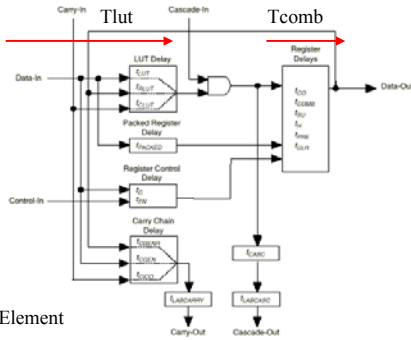 Carry-In
Cascade-In
Tlut
Tcomb
LUT Delay
Register
Delays
Data-In
tLUT
tRLUT
tCLUT
tCO
tCOMB
tSU
tH
tPRE
tCLR
Data-Out
Packed Register
Delay
tPACKED
Register Control
Delay
Control-In
tC
tEN
Carry Chain
Delay
tCGENR
tCGEN
tCICO
tCASC
tLABCARRY
tLABCASC
Element
Carry-Out
Cascade-Out